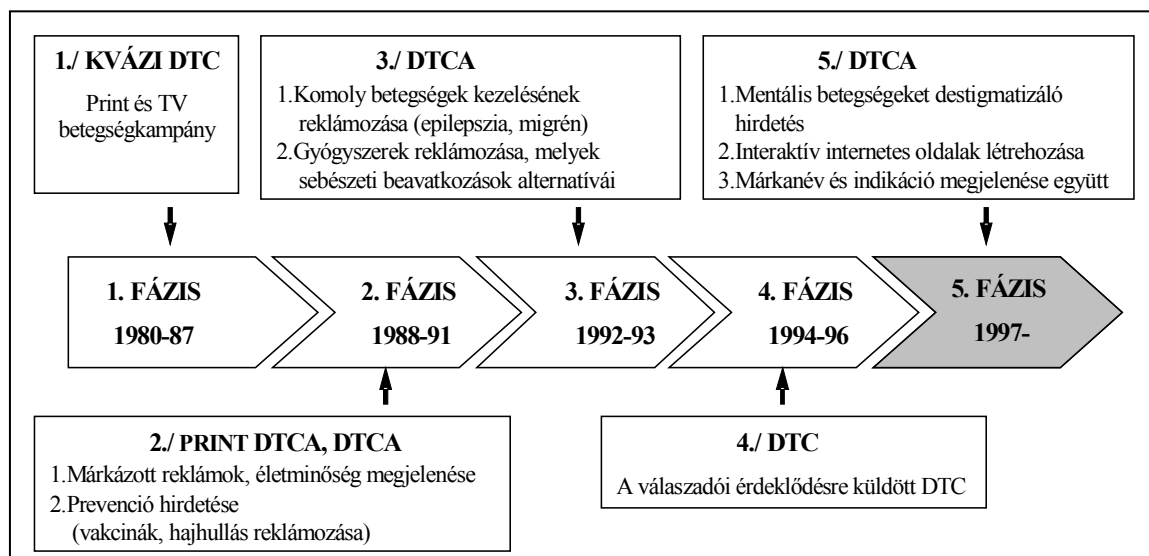 1./ KVÁZI DTC
Print és TV
betegségkampány
3./ DTCA
1.Komoly betegségek kezelésének
reklámozása (epilepszia, migrén)
2.Gyógyszerek reklámozása, melyek
sebészeti beavatkozások alternatívái
5./ DTCA
1.Mentális betegségeket destigmatizáló
hirdetés
2.Interaktív internetes oldalak létrehozása
3.Márkanév és indikáció megjelenése együtt
1. FÁZIS
1980-87
2. FÁZIS
1988-91
3. FÁZIS
1992-93
4. FÁZIS
1994-96
5. FÁZIS
1997-
2./ PRINT DTCA, DTCA
1.Márkázott reklámok, életminőség megjelenése
2.Prevenció hirdetése
(vakcinák, hajhullás reklámozása)
4./ DTC
A válaszadói érdeklődésre küldött DTC